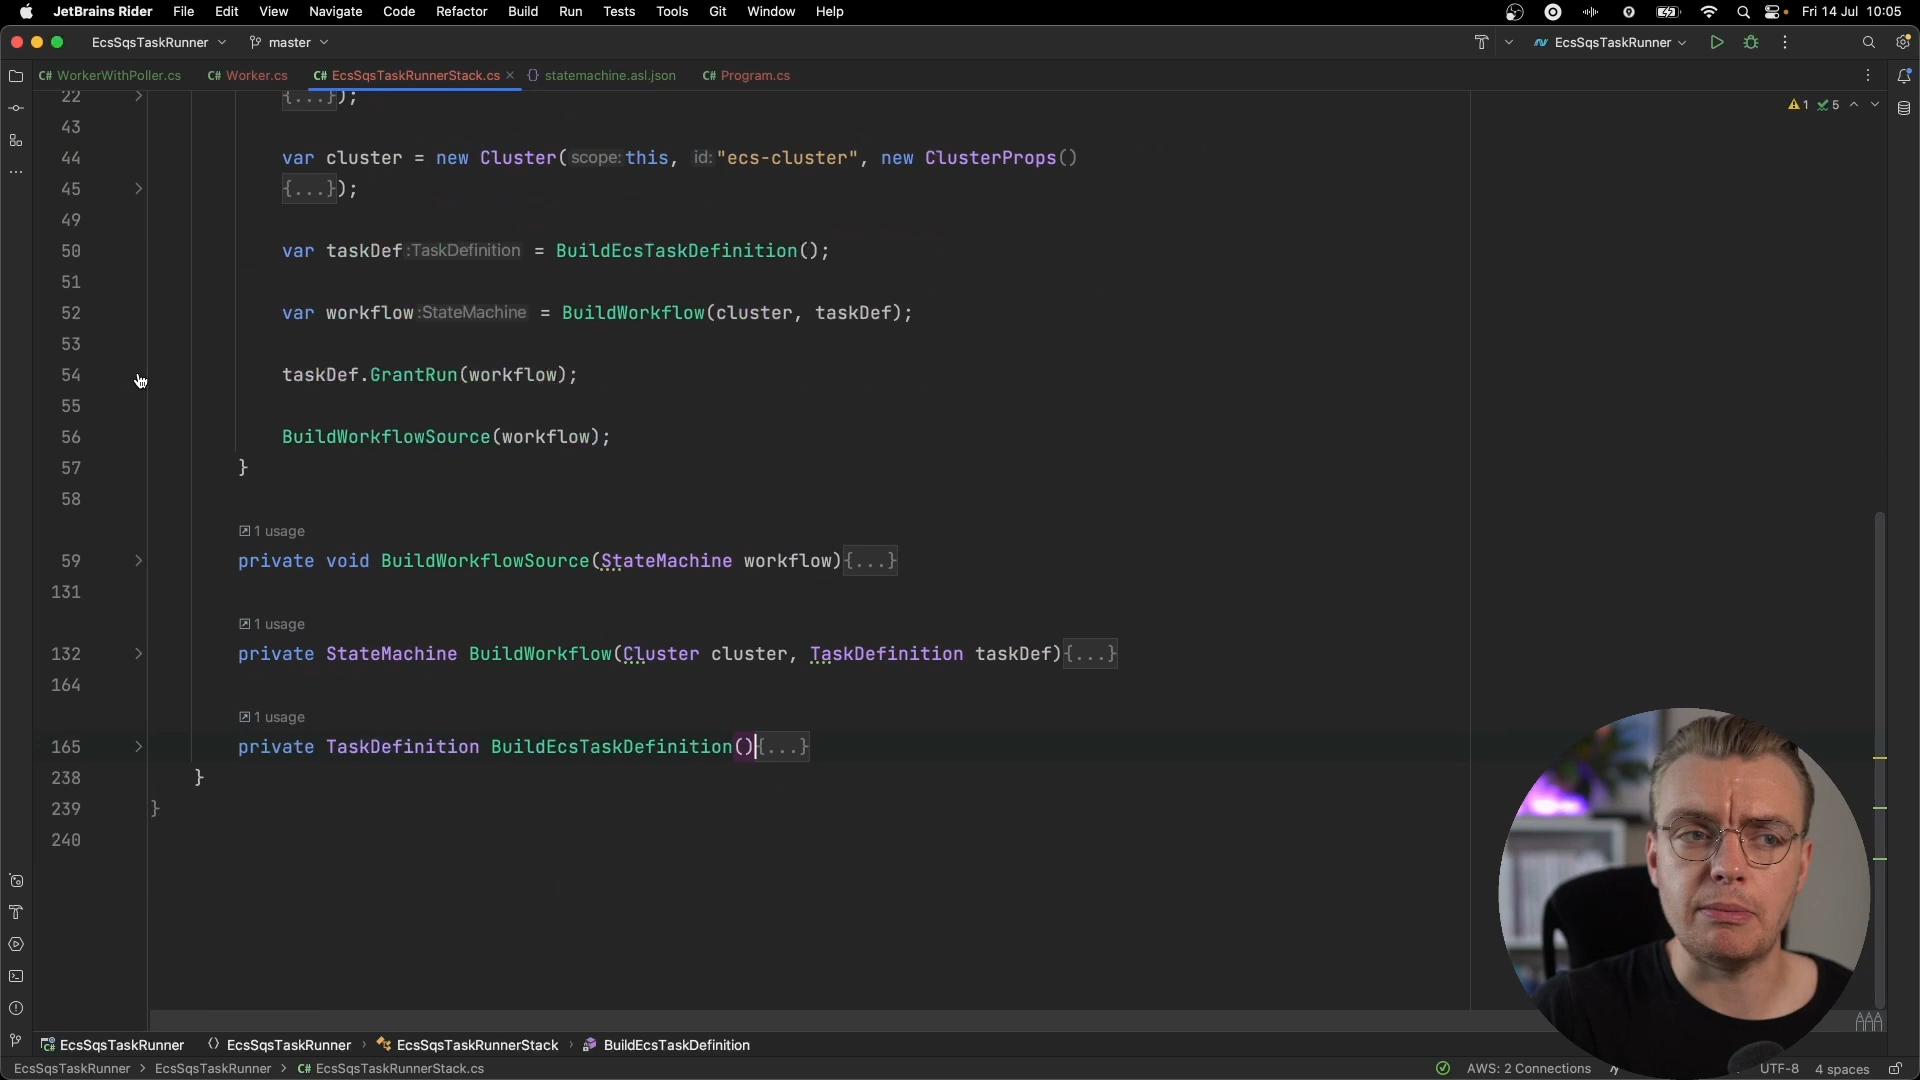 JetBrains Rider File Edit View Navigate Code Refactor Build Run Tests Tools Git Window Help Fri 14 Jul 10:05
EcsSqsTaskRunner master EcsSqsTaskRunner
C# WorkerWithPoller.cs C# Worker.cs C# EcsSqsTaskRunnerStack.cs {} statemachine.asl.json C# Program.cs
22 {...});
1 5
43
44 var cluster = new Cluster(scope: this, id: "ecs-cluster", new ClusterProps()
45 {...});
49
50 var taskDef :TaskDefinition = BuildEcsTaskDefinition();
51
52 var workflow :StateMachine = BuildWorkflow(cluster, taskDef);
53
54 taskDef.GrantRun(workflow);
55
56 BuildWorkflowSource(workflow);
57 }
58
1 usage
59 private void BuildWorkflowSource(StateMachine workflow){...}
131
1 usage
132 private StateMachine BuildWorkflow(Cluster cluster, TaskDefinition taskDef){...}
164
1 usage
165 private TaskDefinition BuildEcsTaskDefinition(){...}
238 }
239 }
240
EcsSqsTaskRunner EcsSqsTaskRunner EcsSqsTaskRunnerStack BuildEcsTaskDefinition
EcsSqsTaskRunner > EcsSqsTaskRunner > C# EcsSqsTaskRunnerStack.cs AWS: 2 Connections UTF-8 4 spaces